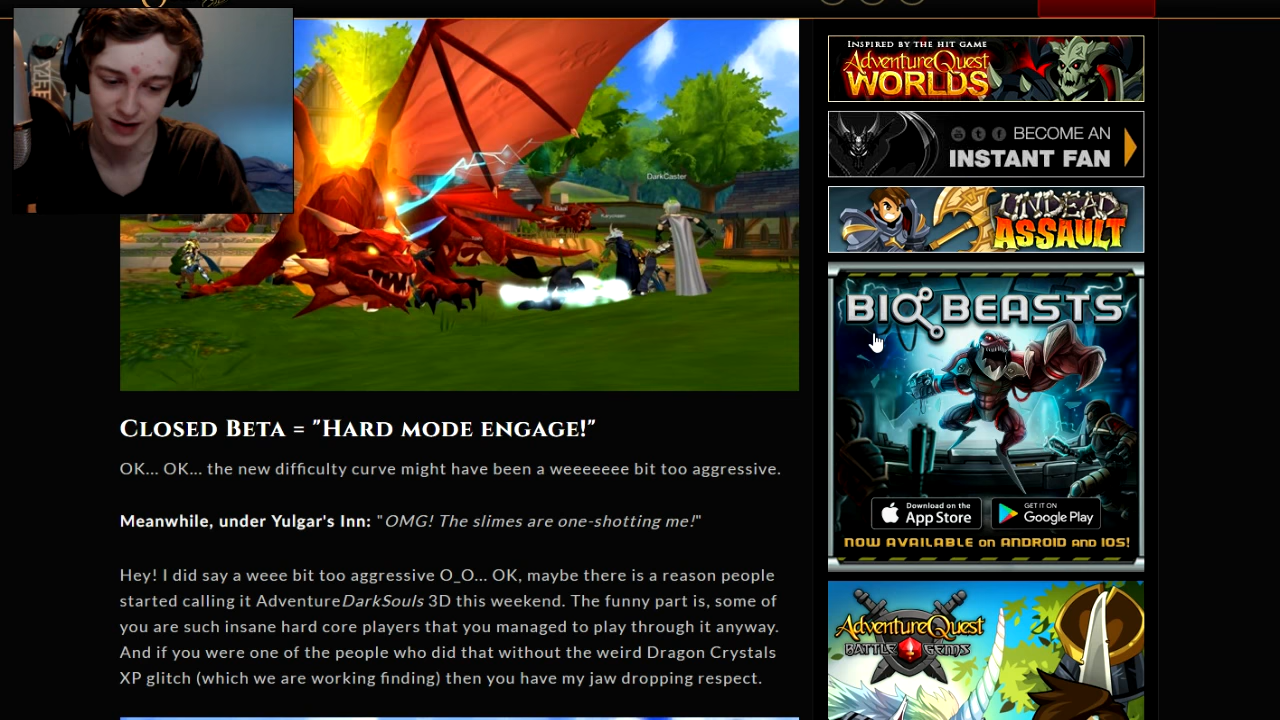 DarkCaster
CLOSED BETA = "HARD MODE ENGAGE!"
OK... OK... the new difficulty curve might have been a weeeeeee bit too aggressive.
Meanwhile, under Yulgar's Inn: "OMG! The slimes are one-shotting me!"
Hey! I did say a weee bit too aggressive O_O... OK, maybe there is a reason people
started calling it AdventureDarkSouls 3D this weekend. The funny part is, some of
you are such insane hard core players that you managed to play through it anyway.
And if you were one of the people who did that without the weird Dragon Crystals
XP glitch (which we are working finding) then you have my jaw dropping respect.
INSPIRED BY THE HIT GAME
AdventureQuest
WORLDS
BECOME AN
INSTANT FAN
UNDEAD
ASSAULT
BIO BEASTS
Download on the
App Store
GET IT ON
Google Play
NOW AVAILABLE on ANDROID and IOS!
AdventureQuest
BATTLE GEMS